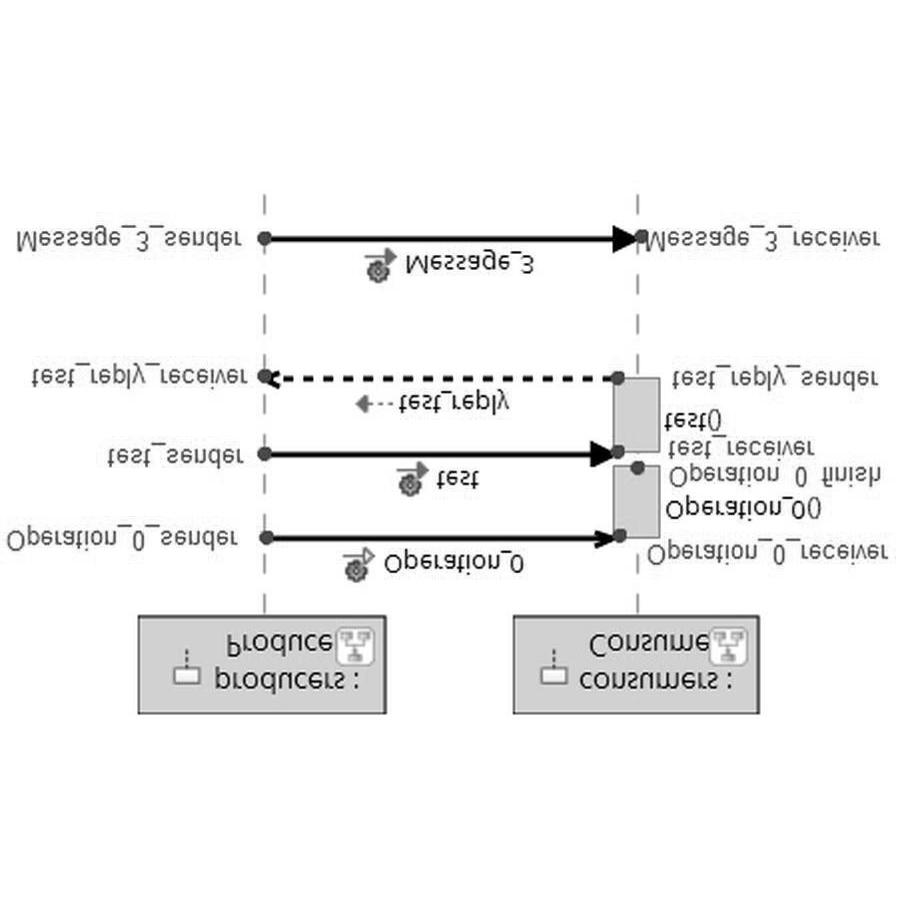 producers :
Produce
consumers :
Consume
Operation_0
Operation_0_sender
Operation_0_receiver
Operation_0()
Operation_0_finish
test
test_sender
test_receiver
test()
test_reply
test_reply_receiver
test_reply_sender
Message_3
Message_3_sender
Message_3_receiver